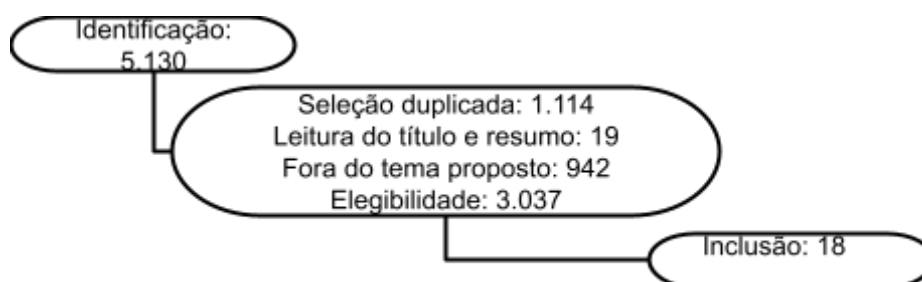 Identificação:
5.130
Seleção duplicada: 1.114
Leitura do título e resumo: 19
Fora do tema proposto: 942
Elegibilidade: 3.037
Inclusão: 18